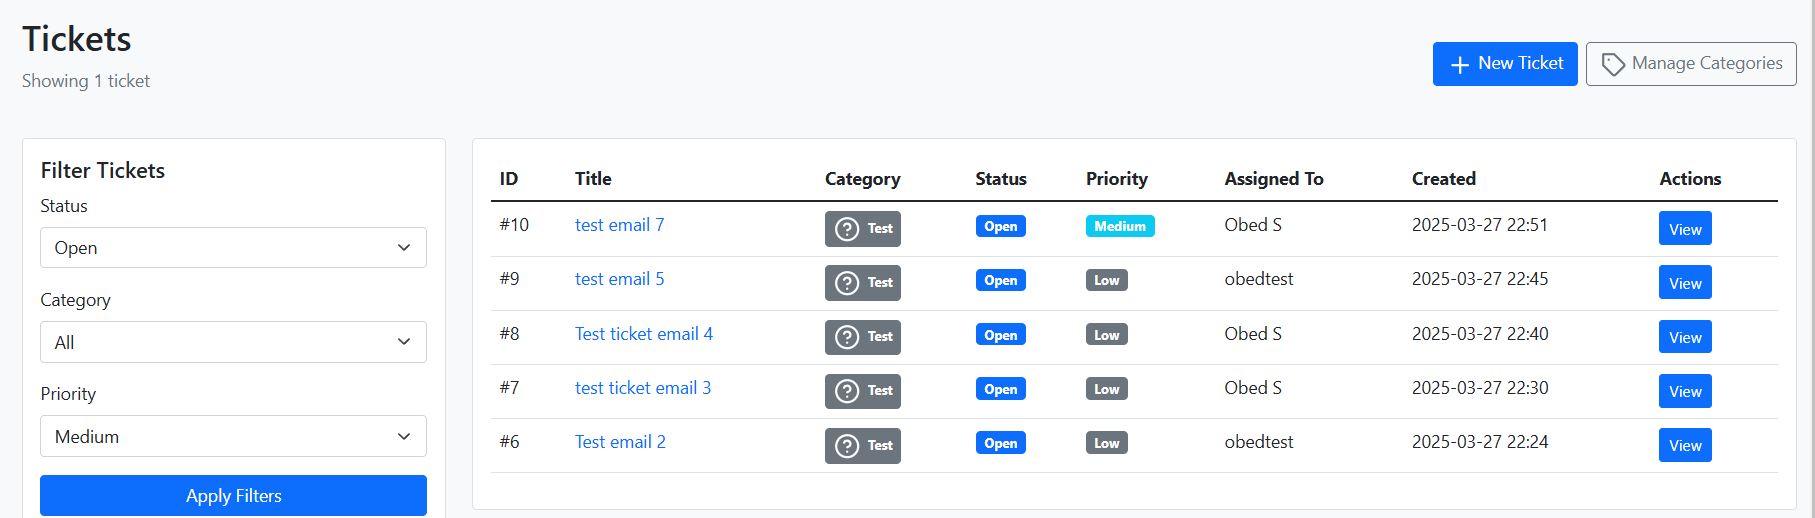 Tickets
Showing 1 ticket
New Ticket
Manage Categories
Filter Tickets
Status
Open
Category
All
Priority
Medium
Apply Filters
ID Title Category Status Priority Assigned To Created Actions
#10 test email 7 Test Open Medium Obed S 2025-03-27 22:51 View
#9 test email 5 Test Open Low obedtest 2025-03-27 22:45 View
#8 Test ticket email 4 Test Open Low Obed S 2025-03-27 22:40 View
#7 test ticket email 3 Test Open Low Obed S 2025-03-27 22:30 View
#6 Test email 2 Test Open Low obedtest 2025-03-27 22:24 View